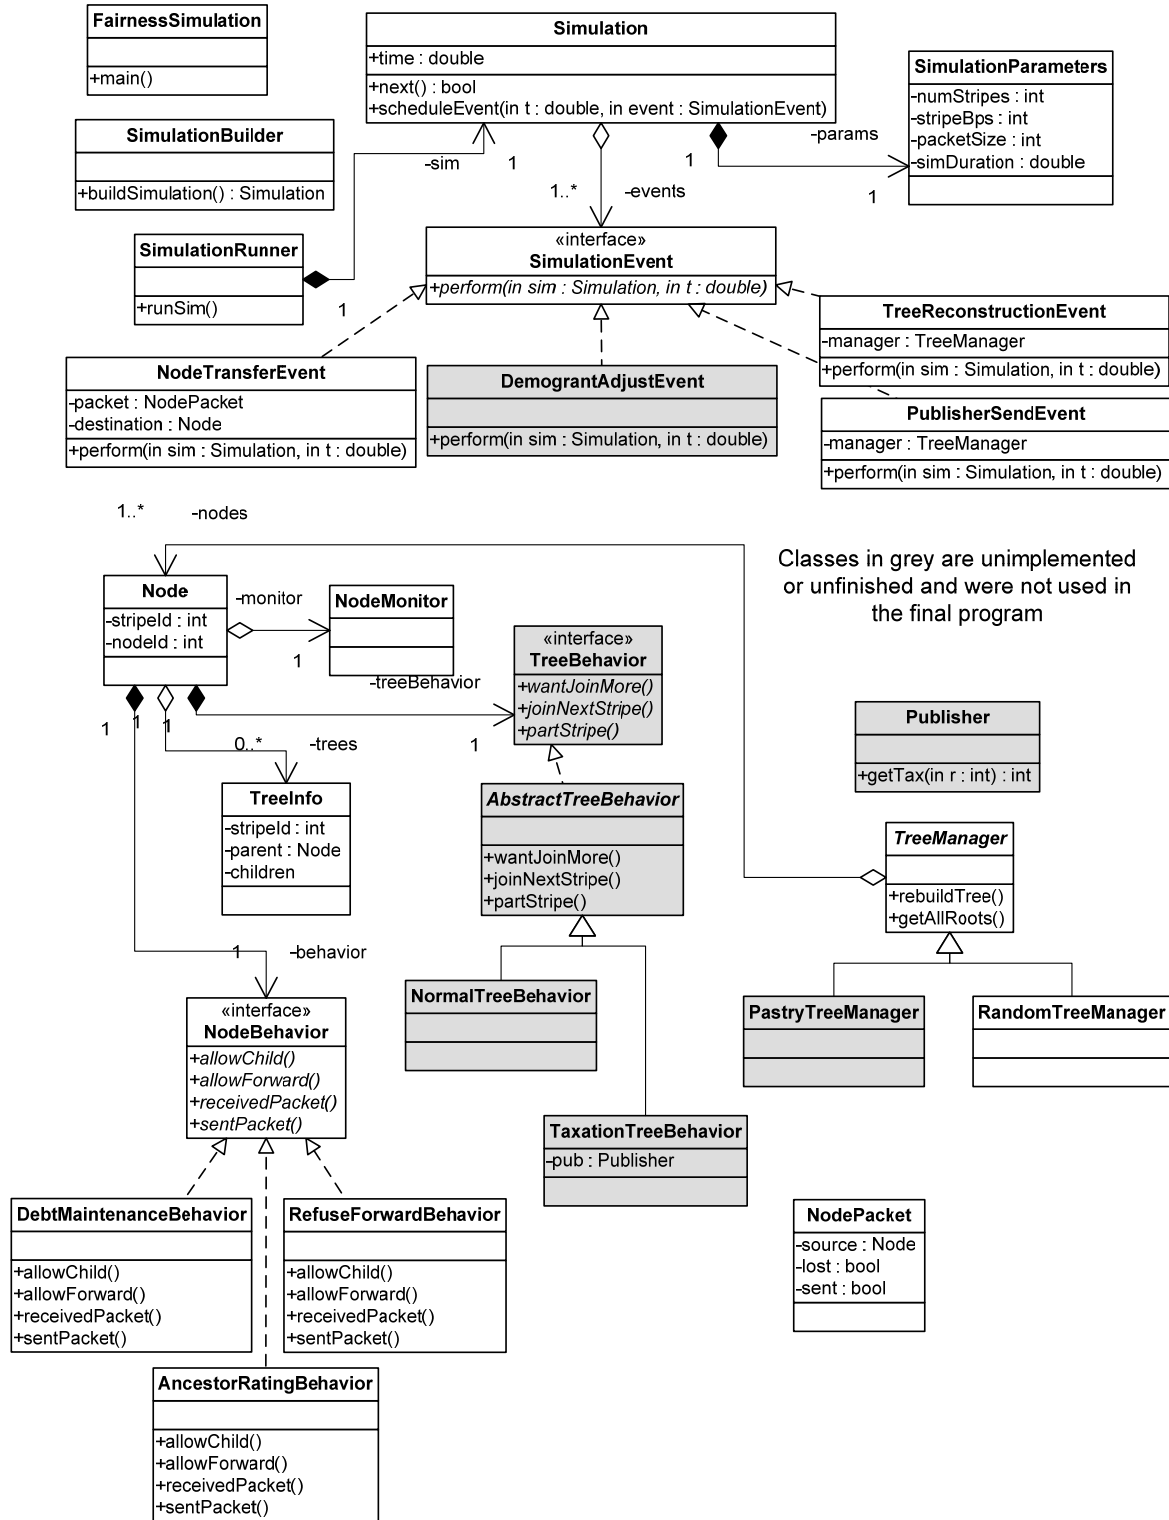 FairnessSimulation
+main()
Simulation
+time : double
+next() : bool
+scheduleEvent(in t : double, in event : SimulationEvent)
SimulationParameters
-numStripes : int
-stripeBps : int
-packetSize : int
-simDuration : double
SimulationBuilder
+buildSimulation() : Simulation
-sim
1
1
-params
1
1..*
-events
SimulationRunner
+runSim()
1
«interface»
SimulationEvent
+perform(in sim : Simulation, in t : double)
TreeReconstructionEvent
-manager : TreeManager
+perform(in sim : Simulation, in t : double)
NodeTransferEvent
-packet : NodePacket
-destination : Node
+perform(in sim : Simulation, in t : double)
DemograntAdjustEvent
+perform(in sim : Simulation, in t : double)
PublisherSendEvent
-manager : TreeManager
+perform(in sim : Simulation, in t : double)
1..*
-nodes
Classes in grey are unimplemented
or unfinished and were not used in
the final program
Node
-stripeId : int
-nodeId : int
-monitor
1
NodeMonitor
«interface»
TreeBehavior
+wantJoinMore()
+joinNextStripe()
+partStripe()
-treeBehavior
1
1
1
1
0..*
-trees
Publisher
+getTax(in r : int) : int
TreeInfo
-stripeId : int
-parent : Node
-children
AbstractTreeBehavior
+wantJoinMore()
+joinNextStripe()
+partStripe()
TreeManager
+rebuildTree()
+getAllRoots()
1
-behavior
NormalTreeBehavior
PastryTreeManager
RandomTreeManager
«interface»
NodeBehavior
+allowChild()
+allowForward()
+receivedPacket()
+sentPacket()
TaxationTreeBehavior
-pub : Publisher
DebtMaintenanceBehavior
+allowChild()
+allowForward()
+receivedPacket()
+sentPacket()
RefuseForwardBehavior
+allowChild()
+allowForward()
+receivedPacket()
+sentPacket()
NodePacket
-source : Node
-lost : bool
-sent : bool
AncestorRatingBehavior
+allowChild()
+allowForward()
+receivedPacket()
+sentPacket()